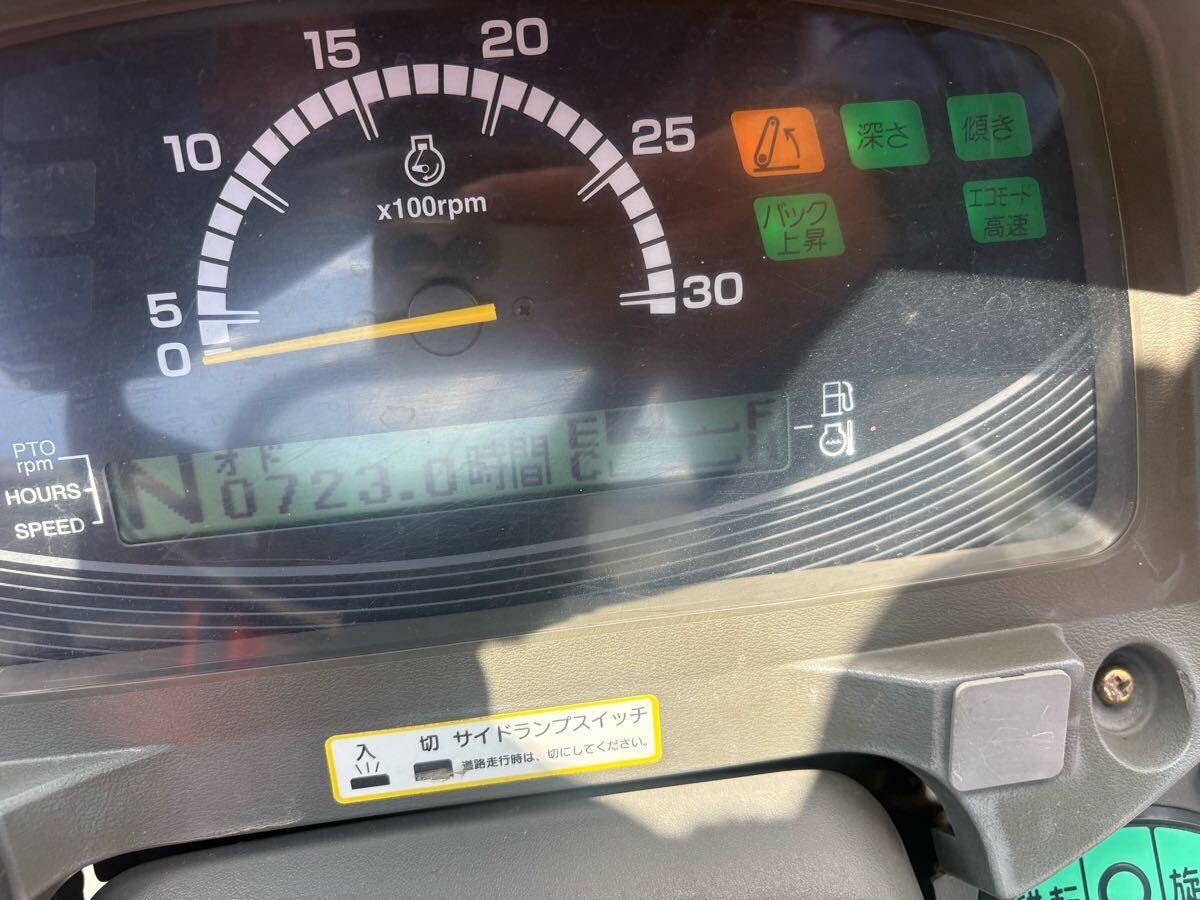 15
20
10
25
x100rpm
5
30
0
深さ
傾き
バック
上昇
エコモード
高速
PTO
rpm
HOURS
SPEED
N
オド
0723.0時間
E
F
C
入
切 サイドランプスイッチ
道路走行時は、切にしてください。